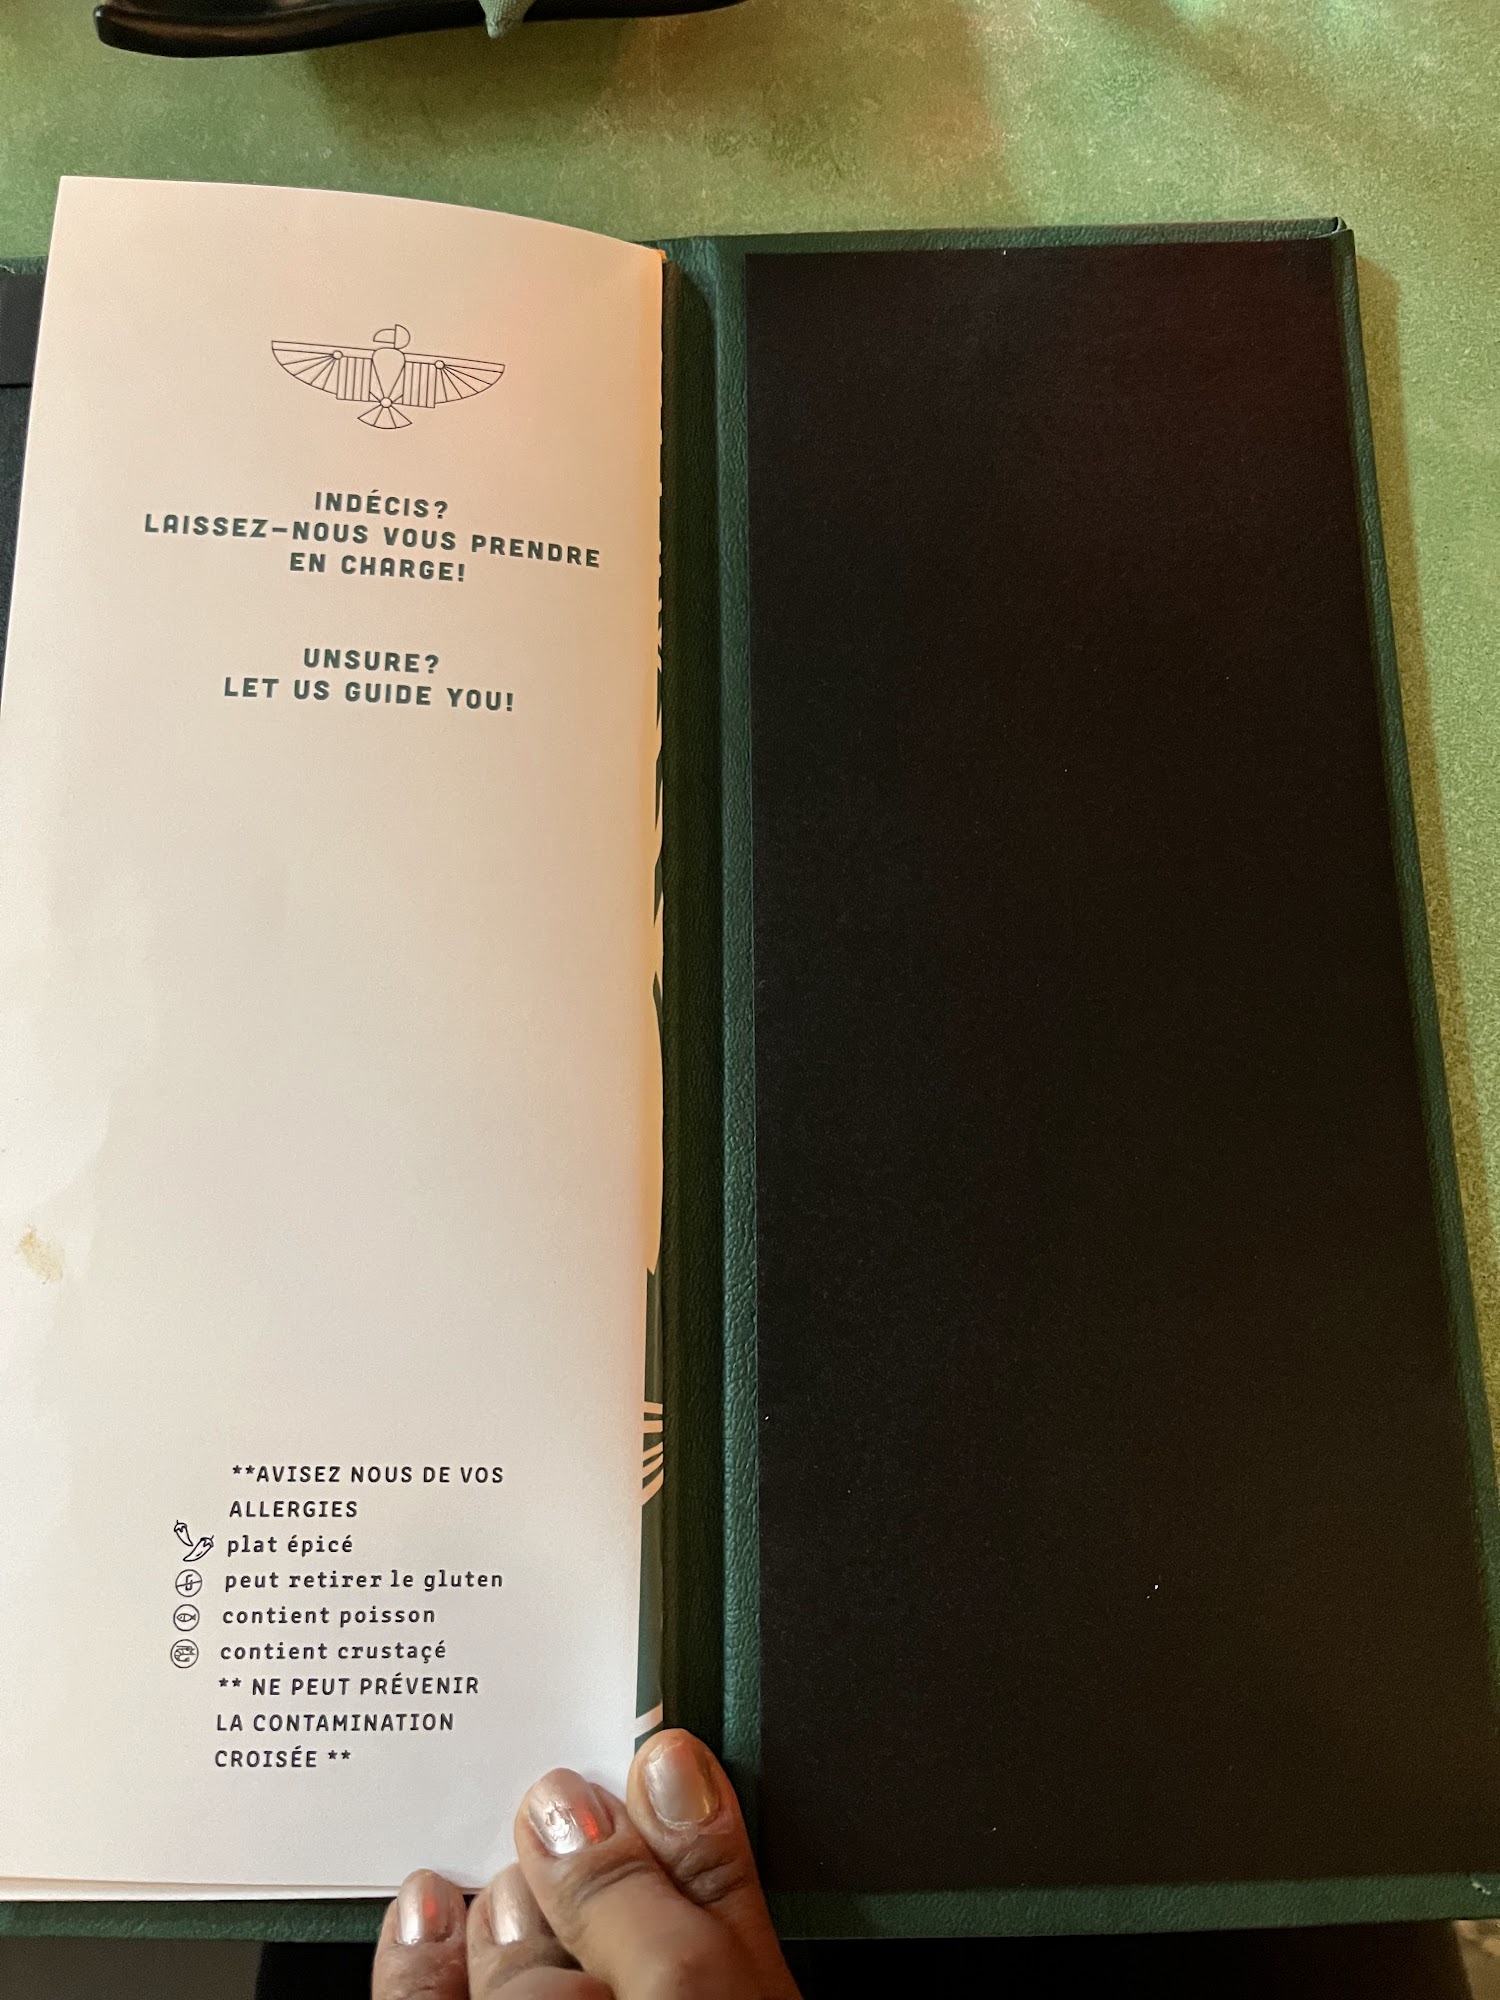 INDÉCIS?
LAISSEZ-NOUS VOUS PRENDRE
EN CHARGE!
UNSURE?
LET US GUIDE YOU!
**AVISEZ NOUS DE VOS
ALLERGIES
plat épicé
peut retirer le gluten
contient poisson
contient crustaçé
** NE PEUT PRÉVENIR
LA CONTAMINATION
CROISÉE **